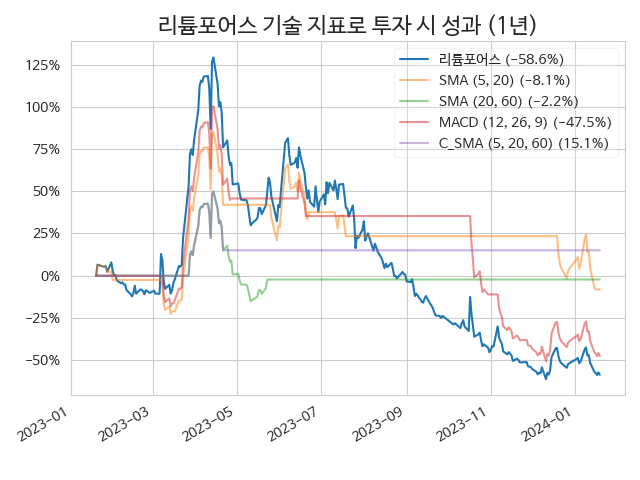 리튬포어스 기술 지표로 투자 시 성과 (1년)
리튬포어스 (−58.6%)
SMA (5, 20) (−8.1%)
SMA (20, 60) (−2.2%)
MACD (12, 26, 9) (−47.5%)
C_SMA (5, 20, 60) (15.1%)
125%
100%
75%
50%
25%
0%
−25%
−50%
2023−01
2023−03
2023−05
2023−07
2023−09
2023−11
2024−01